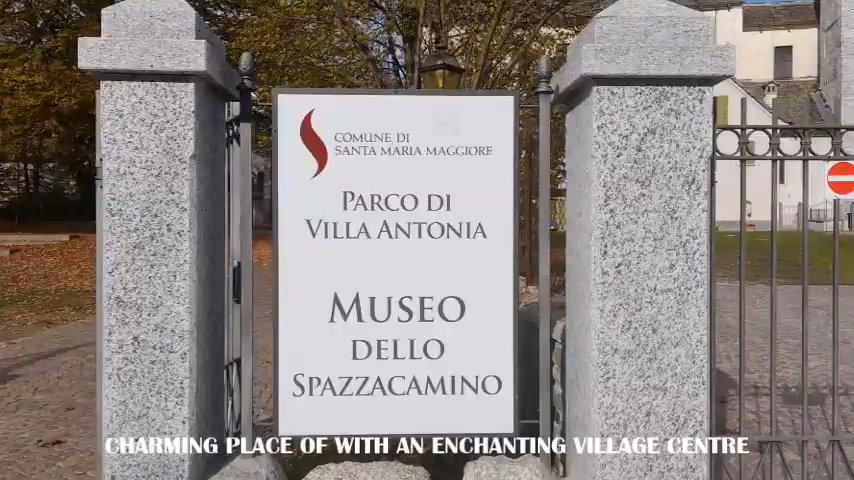 COMUNE DI
SANTA MARIA MAGGIORE
PARCO DI
VILLA ANTONIA
MUSEO
DELLO
SPAZZACAMINO
CHARMING PLACE OF WITH AN ENCHANTING VILLAGE CENTRE